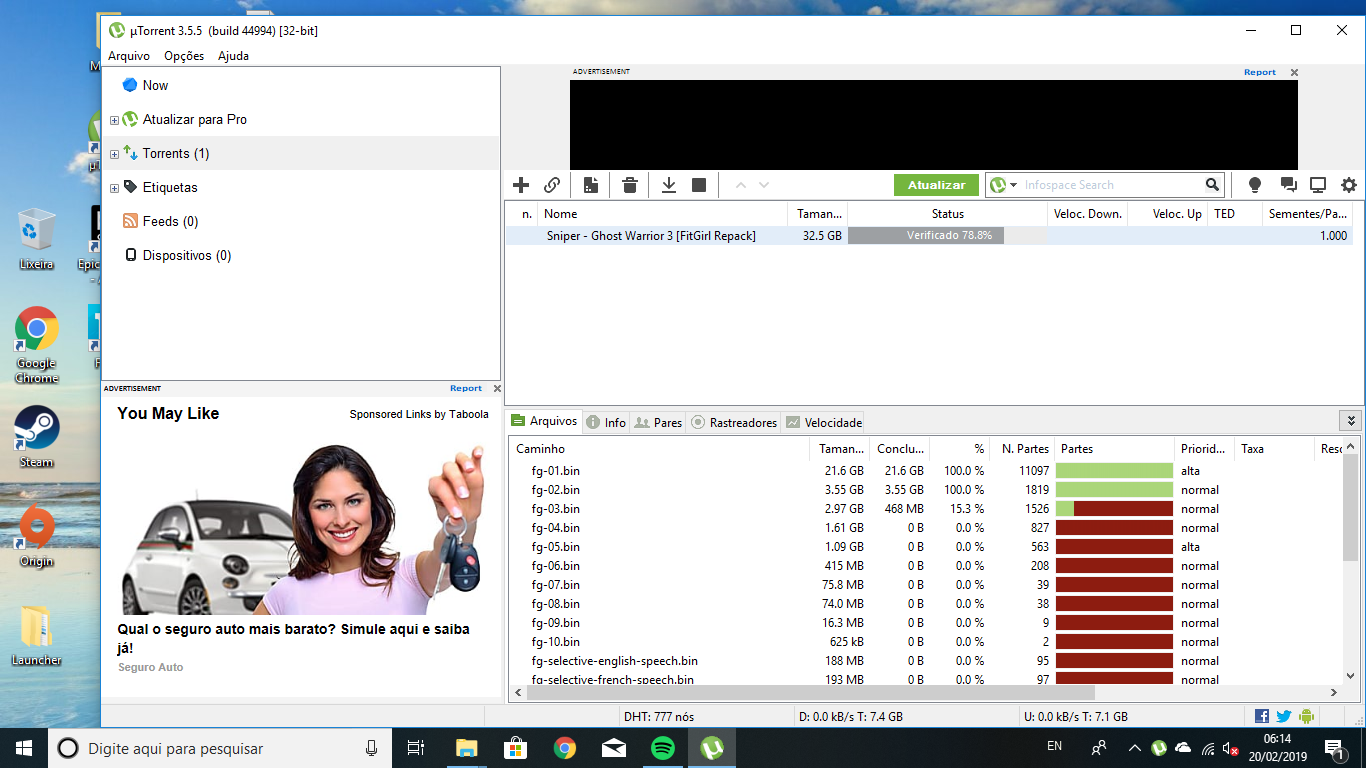 µTorrent 3.5.5 (build 44994) [32-bit]
Arquivo Opções Ajuda
Now
Atualizar para Pro
Torrents (1)
Etiquetas
Feeds (0)
Dispositivos (0)
ADVERTISEMENT Report
Atualizar Infospace Search
n. Nome Taman... Status Veloc. Down. Veloc. Up TED Sementes/Pa...
Sniper - Ghost Warrior 3 [FitGirl Repack] 32.5 GB Verificado 78.8% 1.000
Lixeira
Google
Chrome
Steam
Origin
Launcher
ADVERTISEMENT Report
You May Like Sponsored Links by Taboola
Qual o seguro auto mais barato? Simule aqui e saiba
já!
Seguro Auto
Arquivos Info Pares Rastreadores Velocidade
Caminho Taman... Conclu... % N. Partes Partes Priorid... Taxa
fg-01.bin 21.6 GB 21.6 GB 100.0 % 11097 alta
fg-02.bin 3.55 GB 3.55 GB 100.0 % 1819 normal
fg-03.bin 2.97 GB 468 MB 15.3 % 1526 normal
fg-04.bin 1.61 GB 0 B 0.0 % 827 normal
fg-05.bin 1.09 GB 0 B 0.0 % 563 alta
fg-06.bin 415 MB 0 B 0.0 % 208 normal
fg-07.bin 75.8 MB 0 B 0.0 % 39 normal
fg-08.bin 74.0 MB 0 B 0.0 % 38 normal
fg-09.bin 16.3 MB 0 B 0.0 % 9 normal
fg-10.bin 625 kB 0 B 0.0 % 2 normal
fg-selective-english-speech.bin 188 MB 0 B 0.0 % 95 normal
fg-selective-french-speech.bin 193 MB 0 B 0.0 % 97 normal
DHT: 777 nós D: 0.0 kB/s T: 7.4 GB U: 0.0 kB/s T: 7.1 GB
Digite aqui para pesquisar
EN
06:14
20/02/2019
1